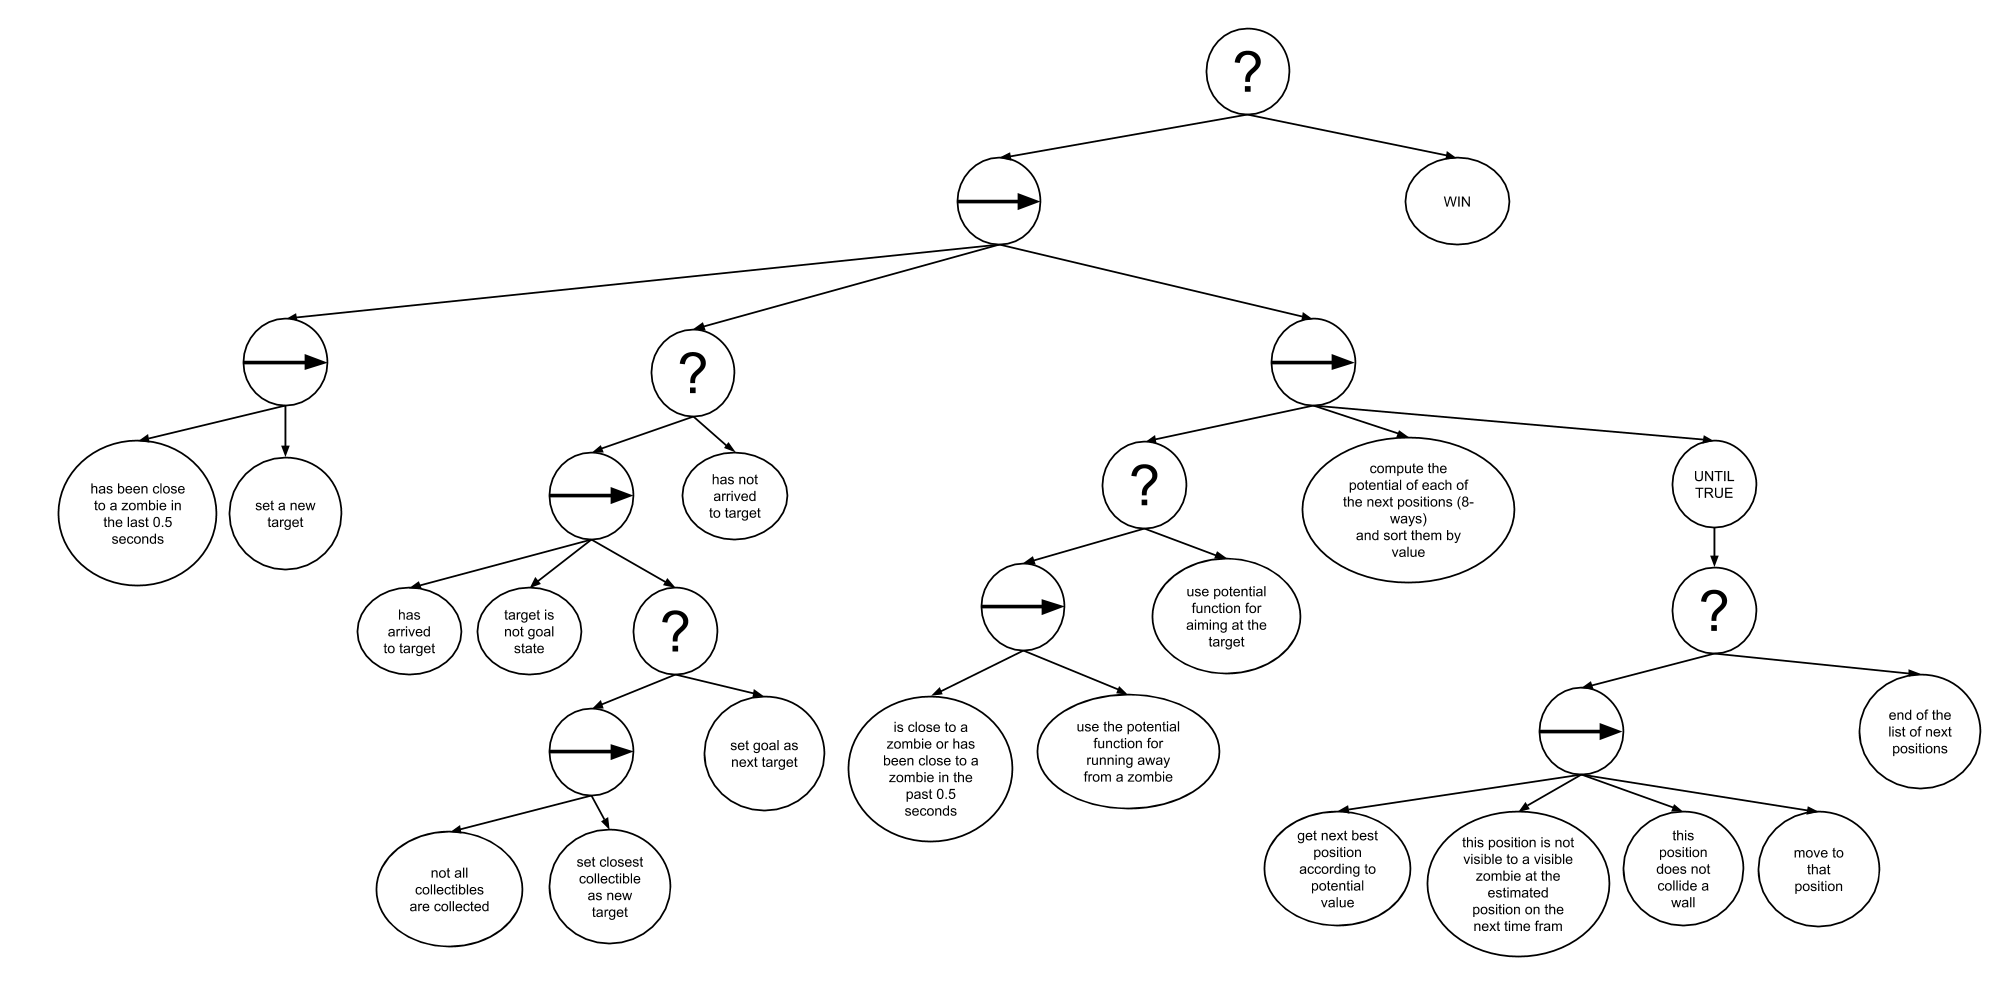 ?
WIN
?
has been close
to a zombie in
the last 0.5
seconds
set a new
target
has not
arrived
to target
?
compute the
potential of each of
the next positions (8-
ways)
and sort them by
value
UNTIL
TRUE
has
arrived
to target
target is
not goal
state
?
use potential
function for
aiming at the
target
?
set goal as
next target
is close to a
zombie or has
been close to a
zombie in the
past 0.5
seconds
use the potential
function for
running away
from a zombie
end of the
list of next
positions
not all
collectibles
are collected
set closest
collectible
as new
target
get next best
position
according to
potential
value
this position is not
visible to a visible
zombie at the
estimated
position on the
next time fram
this
position
does not
collide a
wall
move to
that
position